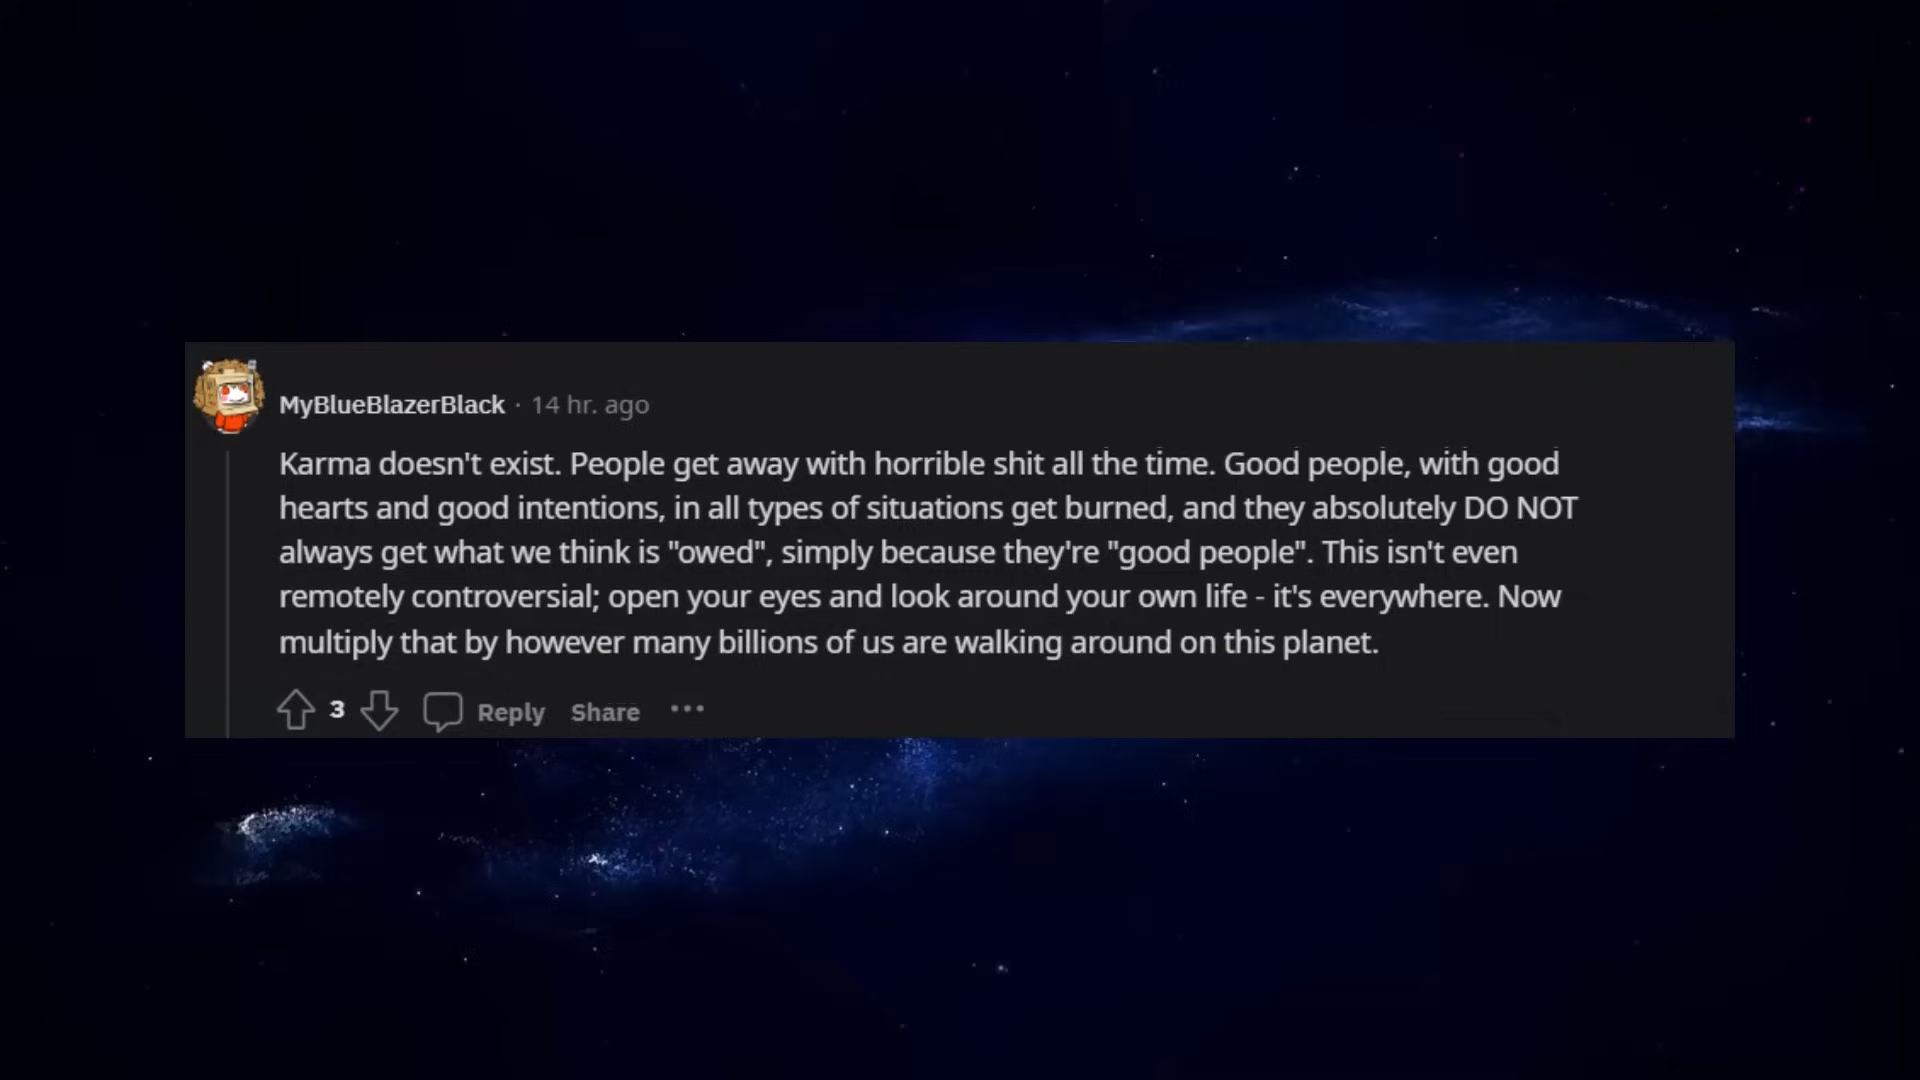 MyBlueBlazerBlack · 14 hr. ago
Karma doesn't exist. People get away with horrible shit all the time. Good people, with good
hearts and good intentions, in all types of situations get burned, and they absolutely DO NOT
always get what we think is "owed", simply because they're "good people". This isn't even
remotely controversial; open your eyes and look around your own life - it's everywhere. Now
multiply that by however many billions of us are walking around on this planet.
3 Reply Share ···